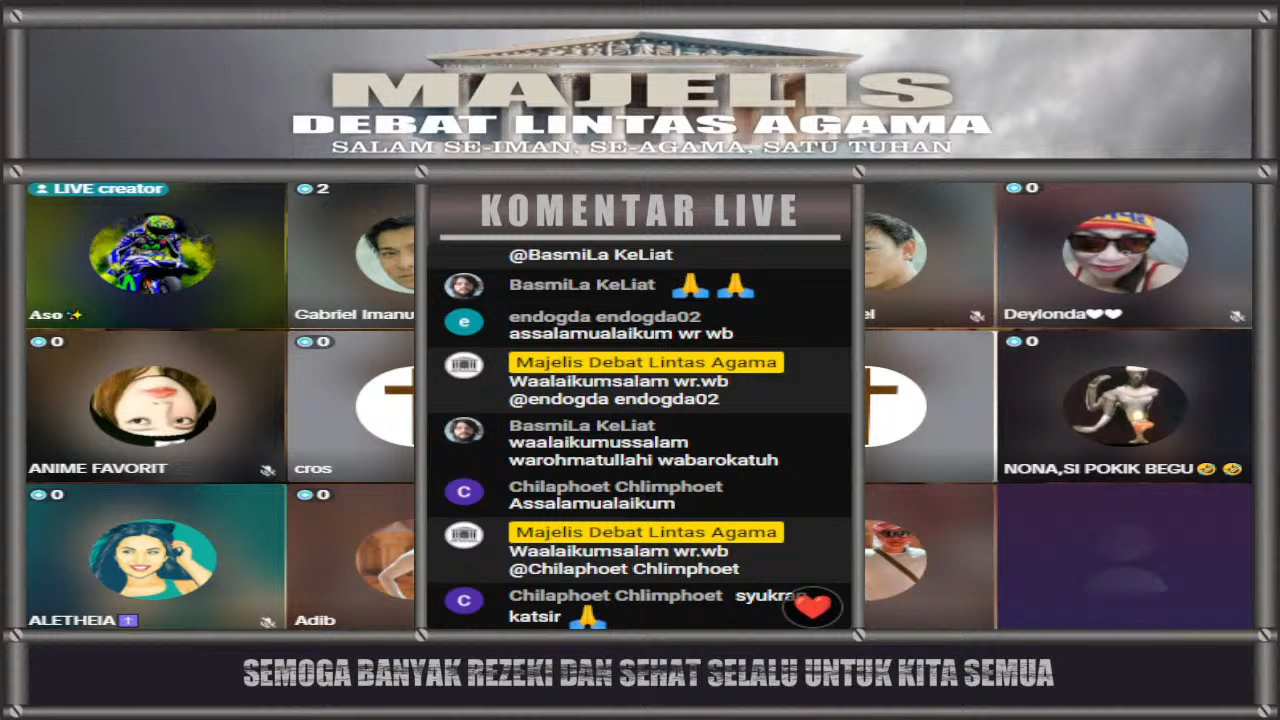 MAJELIS
DEBAT LINTAS AGAMA
SALAM SE-IMAN, SE-AGAMA, SATU TUHAN
LIVE creator
2
0
Aso
Gabriel Imanu
el
Deylonda
KOMENTAR LIVE
@BasmiLa KeLiat
BasmiLa KeLiat
endogda endogda02
assalamualaikum wr wb
Majelis Debat Lintas Agama
Waalaikumsalam wr.wb
@endogda endogda02
BasmiLa KeLiat
waalaikumussalam
warohmatullahi wabarokatuh
Chilaphoet Chlimphoet
Assalamualaikum
Majelis Debat Lintas Agama
Waalaikumsalam wr.wb
@Chilaphoet Chlimphoet
Chilaphoet Chlimphoet syukran
katsir
0
0
0
ANIME FAVORIT
cros
NONA,SI POKIK BEGU
0
0
ALETHEIA
Adib
SEMOGA BANYAK REZEKI DAN SEHAT SELALU UNTUK KITA SEMUA